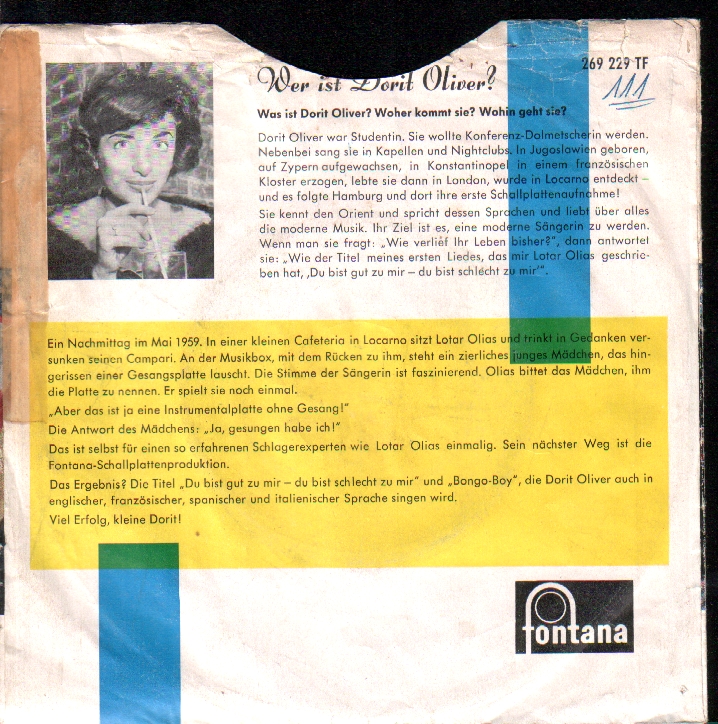 269 229 TF
111
Wer ist Dorit Oliver?
Was ist Dorit Oliver? Woher kommt sie? Wohin geht sie?
Dorit Oliver war Studentin. Sie wollte Konferenz-Dolmetscherin werden.
Nebenbei sang sie in Kapellen und Nightclubs. In Jugoslawien geboren,
auf Zypern aufgewachsen, in Konstantinopel in einem französischen
Kloster erzogen, lebte sie dann in London, wurde in Locarno entdeckt –
und es folgte Hamburg und dort ihre erste Schallplattenaufnahme!
Sie kennt den Orient und spricht dessen Sprachen und liebt über alles
die moderne Musik. Ihr Ziel ist es, eine moderne Sängerin zu werden.
Wenn man sie fragt: „Wie verlief Ihr Leben bisher?", dann antwortet
sie: „Wie der Titel meines ersten Liedes, das mir Lotar Olias geschrie-
ben hat, ‚Du bist gut zu mir – du bist schlecht zu mir'".
Ein Nachmittag im Mai 1959. In einer kleinen Cafeteria in Locarno sitzt Lotar Olias und trinkt in Gedanken ver-
sunken seinen Campari. An der Musikbox, mit dem Rücken zu ihm, steht ein zierliches junges Mädchen, das hin-
gerissen einer Gesangsplatte lauscht. Die Stimme der Sängerin ist faszinierend. Olias bittet das Mädchen, ihm
die Platte zu nennen. Er spielt sie noch einmal.
„Aber das ist ja eine Instrumentalplatte ohne Gesang!"
Die Antwort des Mädchens: „Ja, gesungen habe ich!"
Das ist selbst für einen so erfahrenen Schlagerexperten wie Lotar Olias einmalig. Sein nächster Weg ist die
Fontana-Schallplattenproduktion.
Das Ergebnis? Die Titel „Du bist gut zu mir – du bist schlecht zu mir" und „Bongo-Boy", die Dorit Oliver auch in
englischer, französischer, spanischer und italienischer Sprache singen wird.
Viel Erfolg, kleine Dorit!
fontana